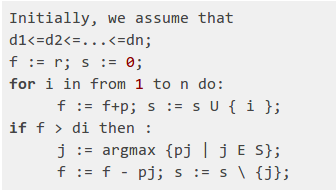 Initially, we assume that
d1<=d2<=...<=dn;
f := r; s := 0;
for i in from 1 to n do:
f := f+p; s := s U { i };
if f > di then :
j := argmax {pj | j E S};
f := f - pj; s := s \ {j};